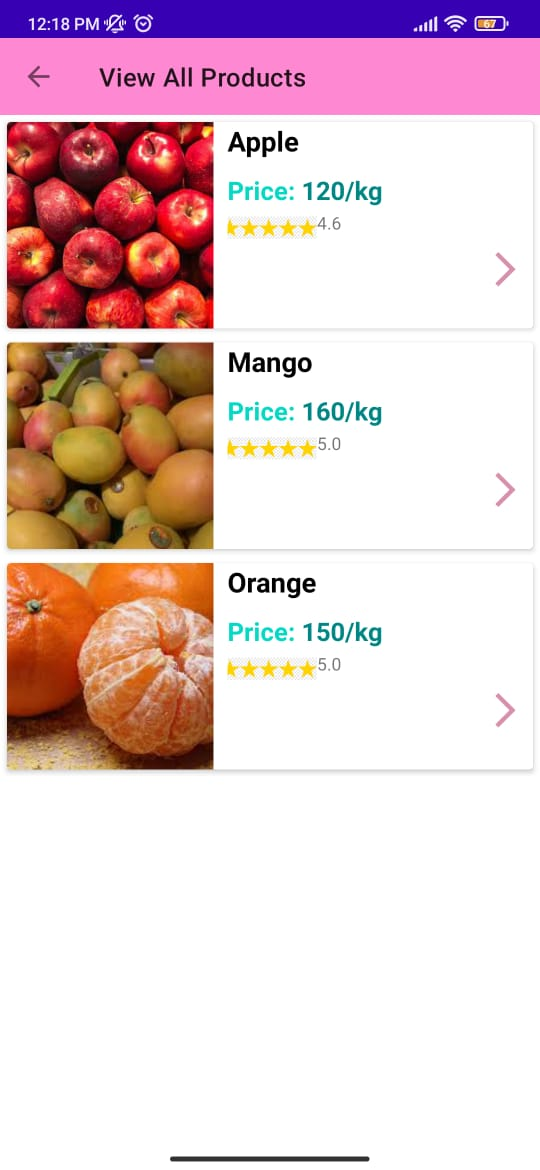 12:18 PM
67
View All Products
Apple
Price: 120/kg
4.6
Mango
Price: 160/kg
5.0
Orange
Price: 150/kg
5.0